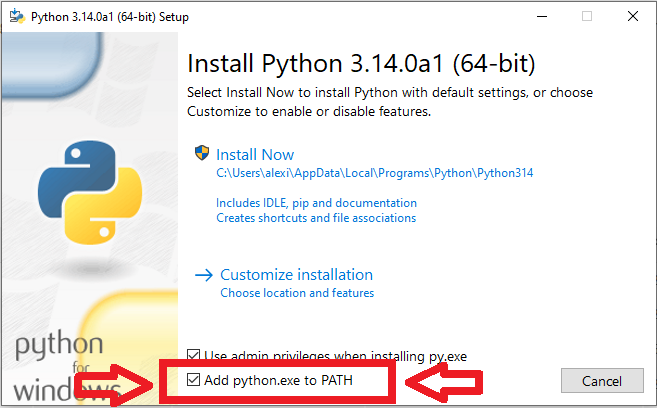 Python 3.14.0a1 (64-bit) Setup
Install Python 3.14.0a1 (64-bit)
Select Install Now to install Python with default settings, or choose
Customize to enable or disable features.
Install Now
C:\Users\alexi\AppData\Local\Programs\Python\Python314
Includes IDLE, pip and documentation
Creates shortcuts and file associations
Customize installation
Choose location and features
python
for
windows
Use admin privileges when installing py.exe
Add python.exe to PATH
Cancel